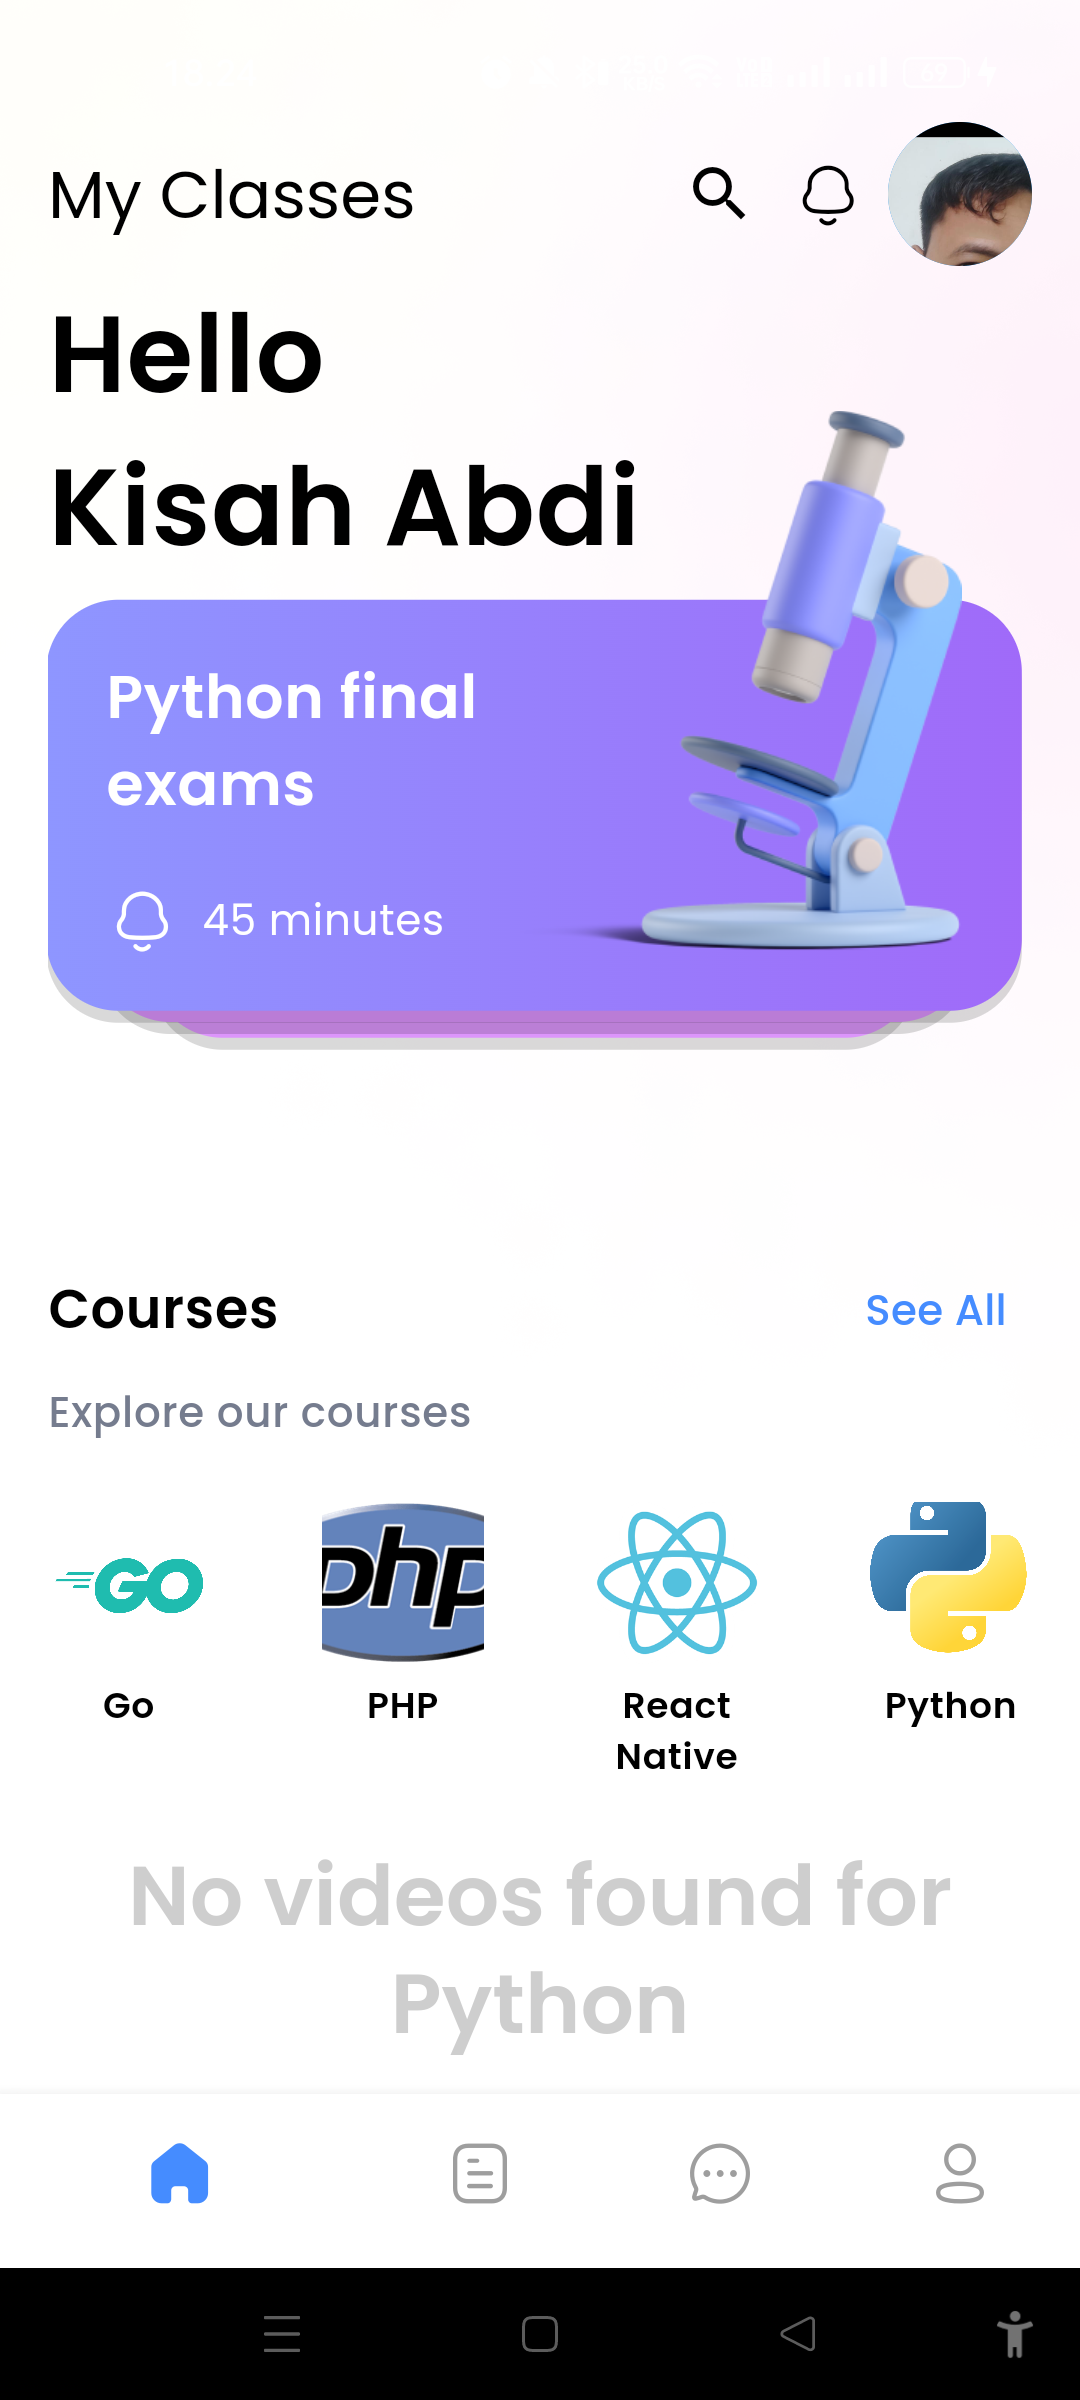 69
My Classes
Hello
Kisah Abdi
Python final
exams
45 minutes
Courses
See All
Explore our courses
GO
php
Go
PHP
React
Native
Python
No videos found for
Python